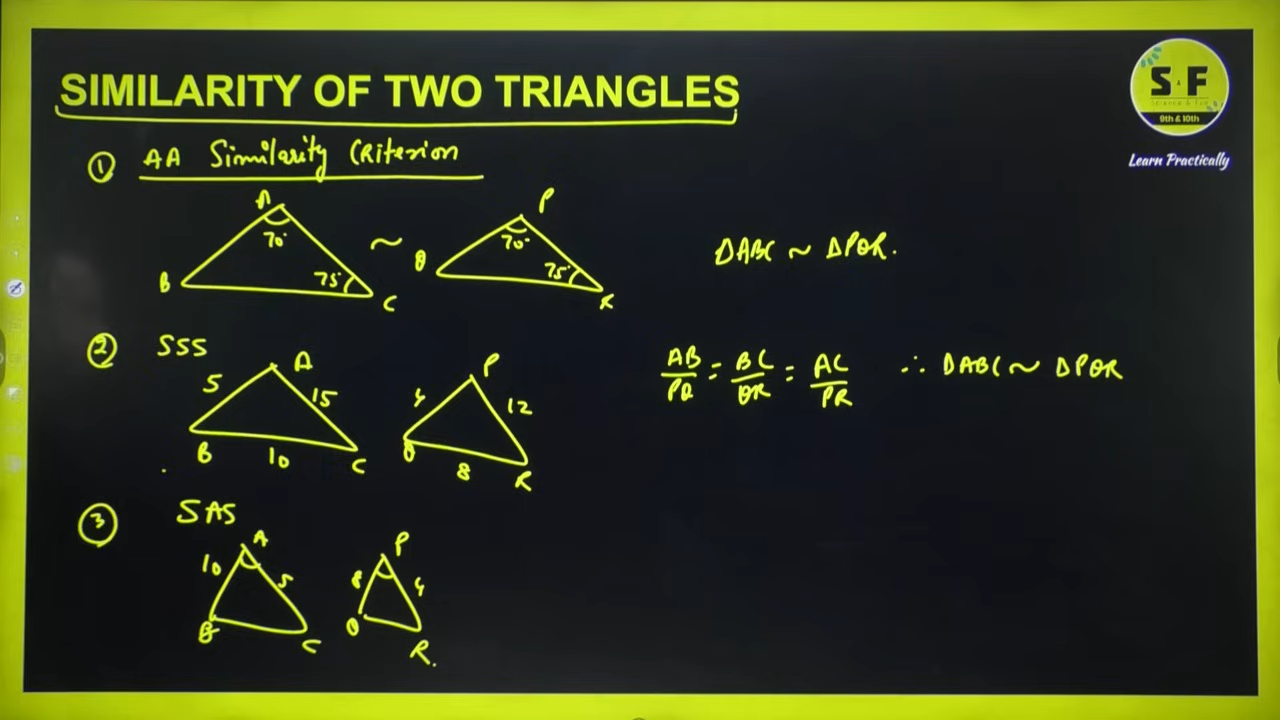 SIMILARITY OF TWO TRIANGLES
S & F
Science & Fun
9th & 10th
Learn Practically
① AA Similarity Criterion
A
70°
B
75°
C
~
P
70°
Q
75°
R
ΔABC ~ ΔPQR.
② SSS
A
5
15
B
10
C
P
4
12
Q
8
R
AB/PQ = BC/QR = AC/PR ∴ ΔABC ~ ΔPQR
③ SAS
A
10
5
B
C
P
8
4
Q
R.